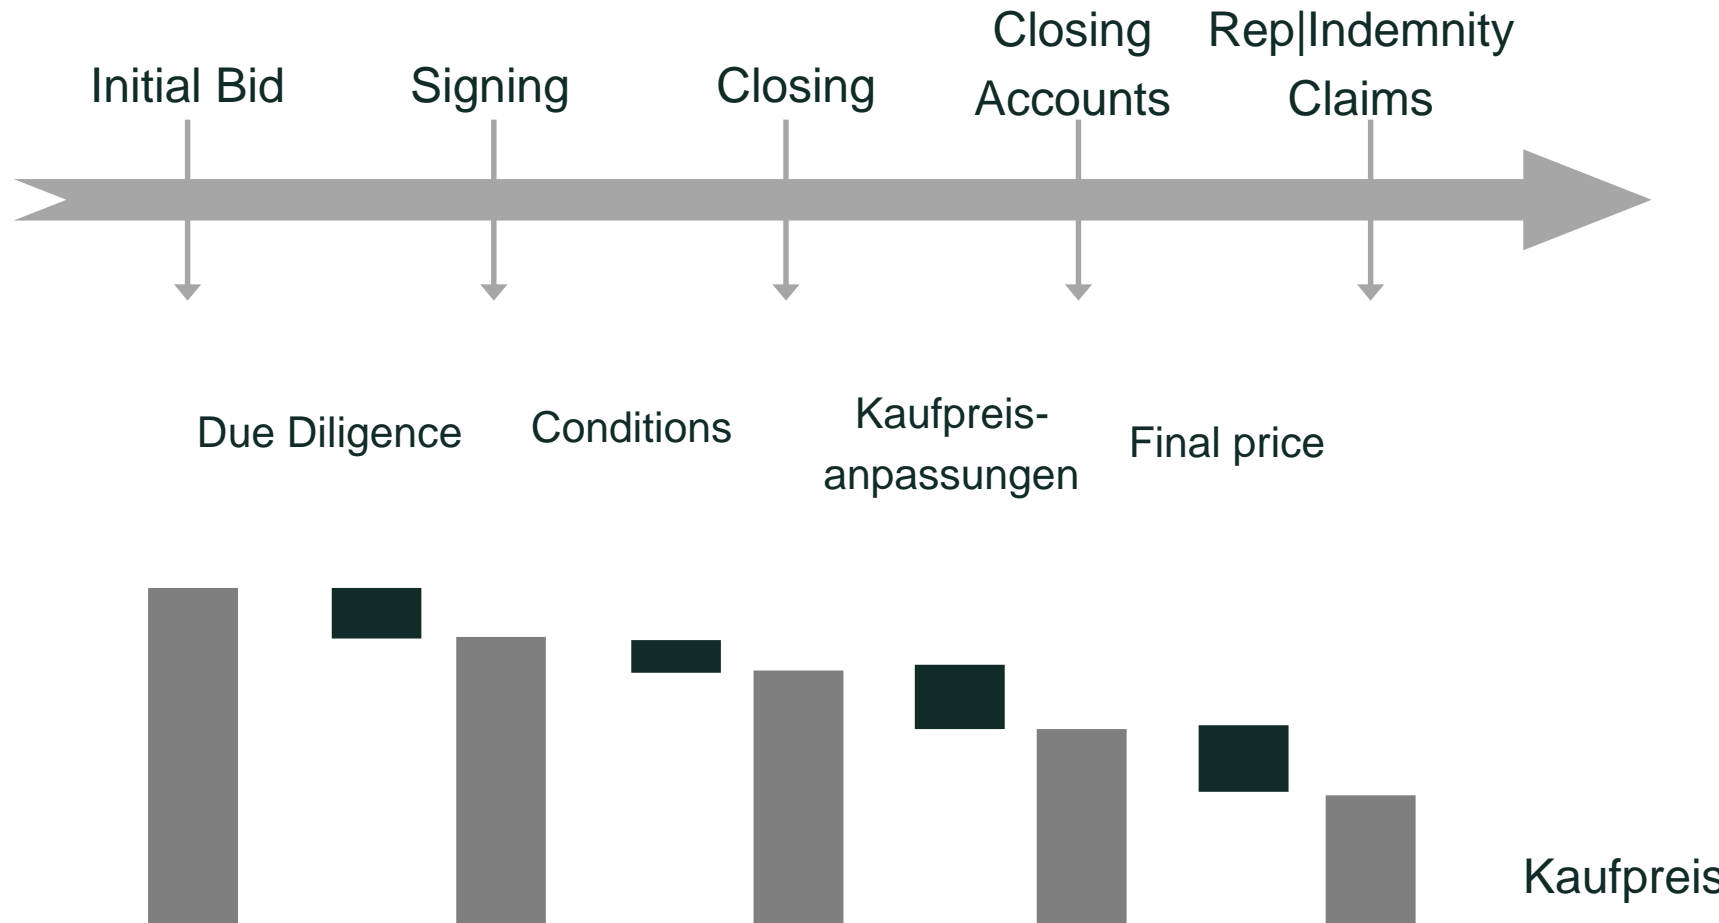 Initial Bid
Signing
Closing
Closing
Accounts
Rep|Indemnity
Claims
Due Diligence
Conditions
Kaufpreis-
anpassungen
Final price
Kaufpreis